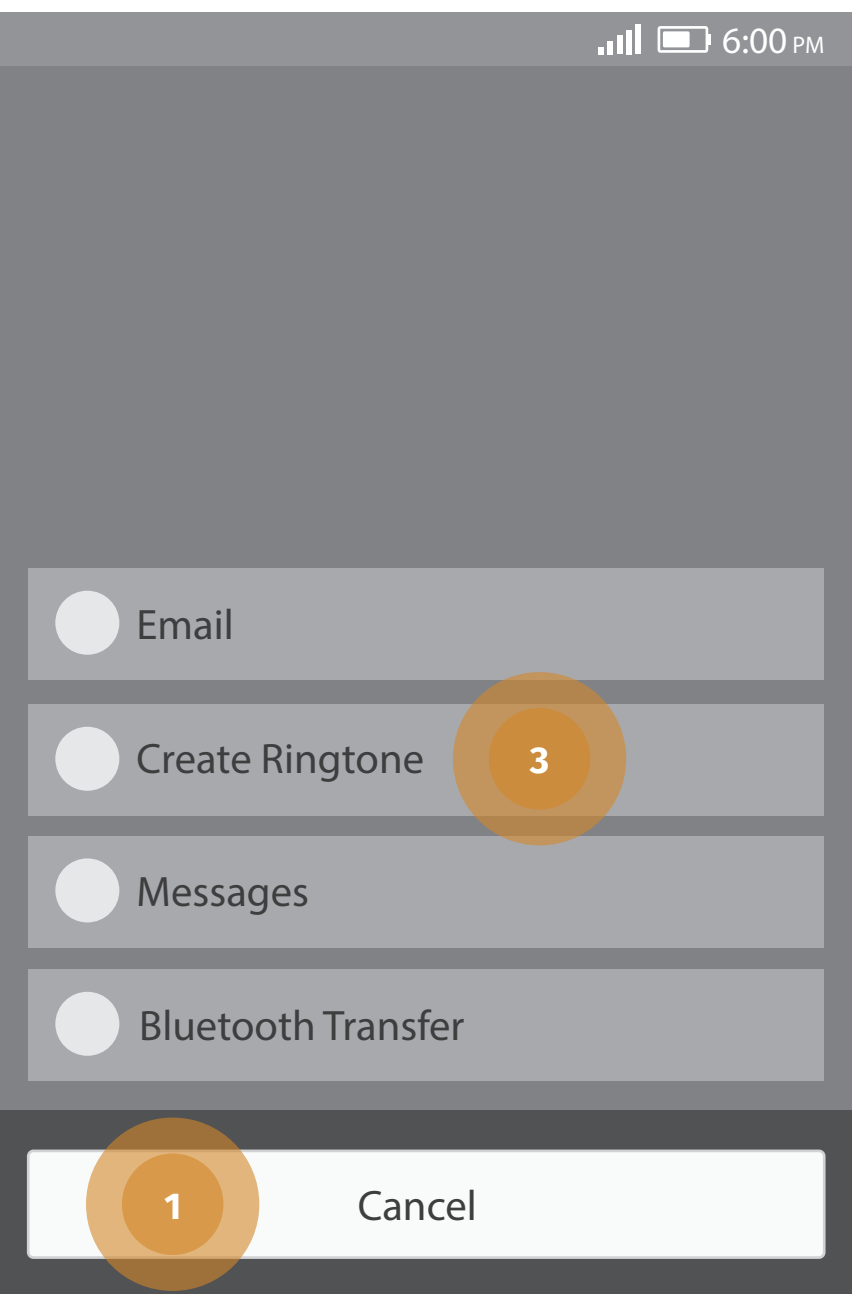 6:00 PM
Email
Create Ringtone 3
Messages
Bluetooth Transfer
1 Cancel